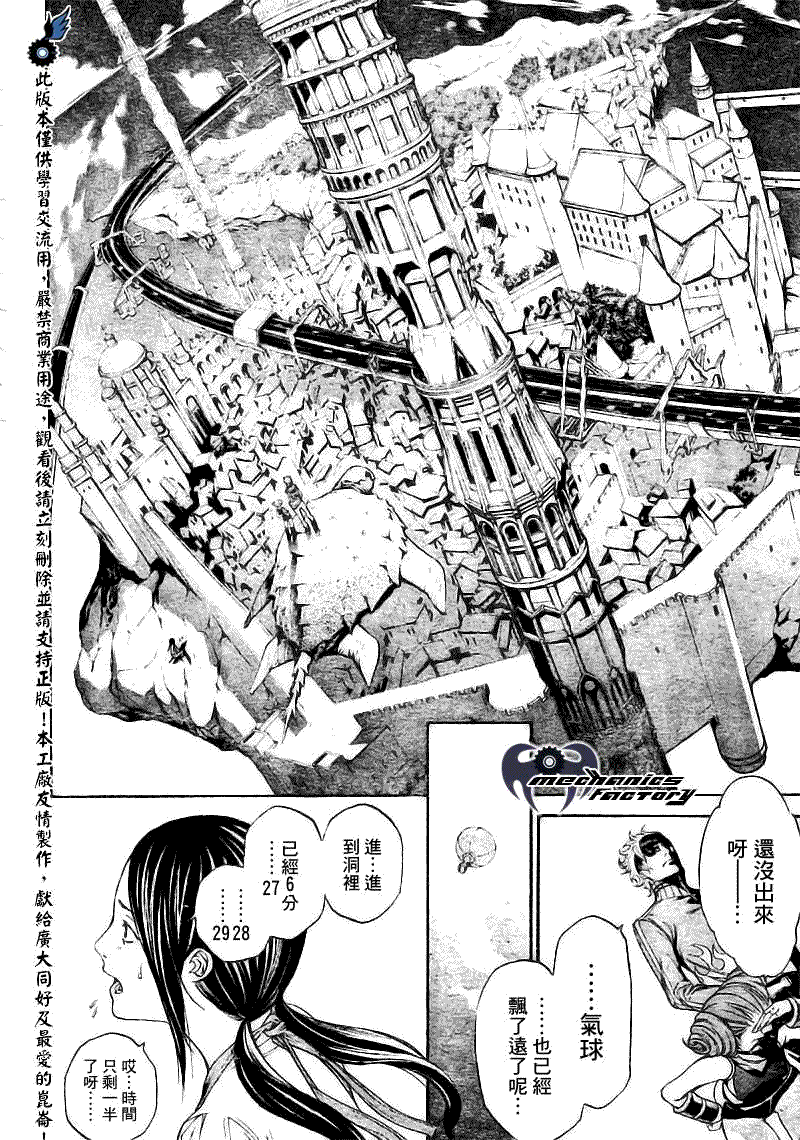 此版本僅供學習交流用，嚴禁商業用途，觀看後請立刻刪除並請支持正版！本工廠友情製作，獻給廣大同好及最愛的崑崙！
mechanics
factory
還沒出來
呀——…
……氣球
……也已經
飄了遠了呢…
進…進
到洞裡
已經6分
……27
……28
……29
哎…時間
只剩一半
了呀……